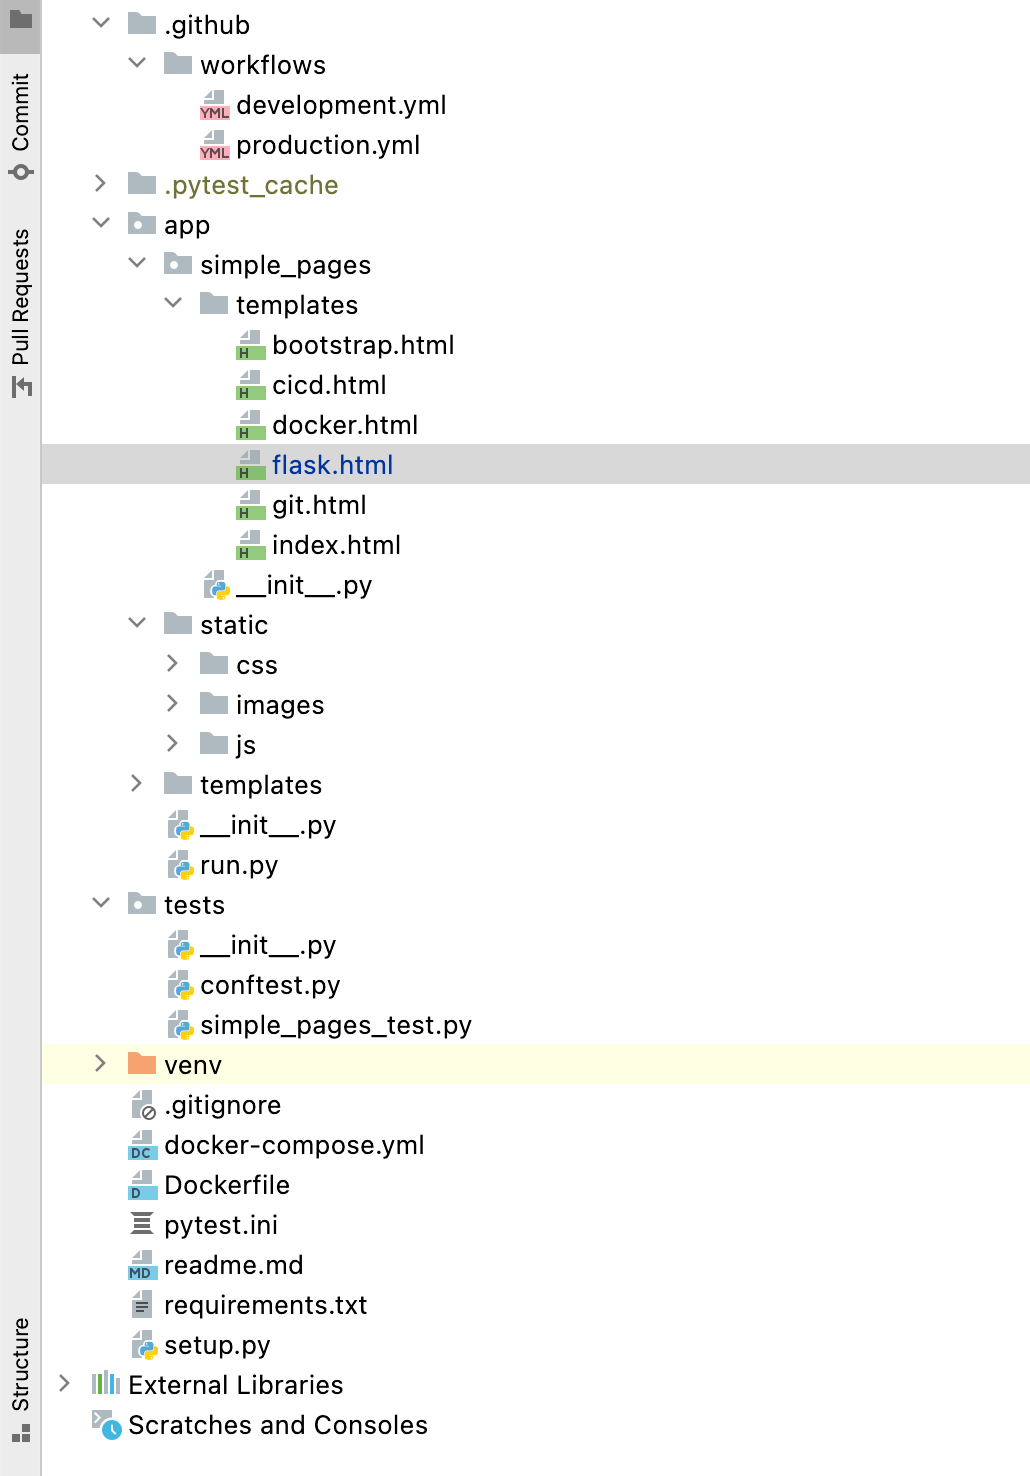 Commit
Pull Requests
Structure
.github
workflows
YML development.yml
YML production.yml
.pytest_cache
app
simple_pages
templates
H bootstrap.html
H cicd.html
H docker.html
H flask.html
H git.html
H index.html
__init__.py
static
css
images
js
templates
__init__.py
run.py
tests
__init__.py
conftest.py
simple_pages_test.py
venv
.gitignore
DC docker-compose.yml
D Dockerfile
pytest.ini
MD readme.md
requirements.txt
setup.py
External Libraries
Scratches and Consoles